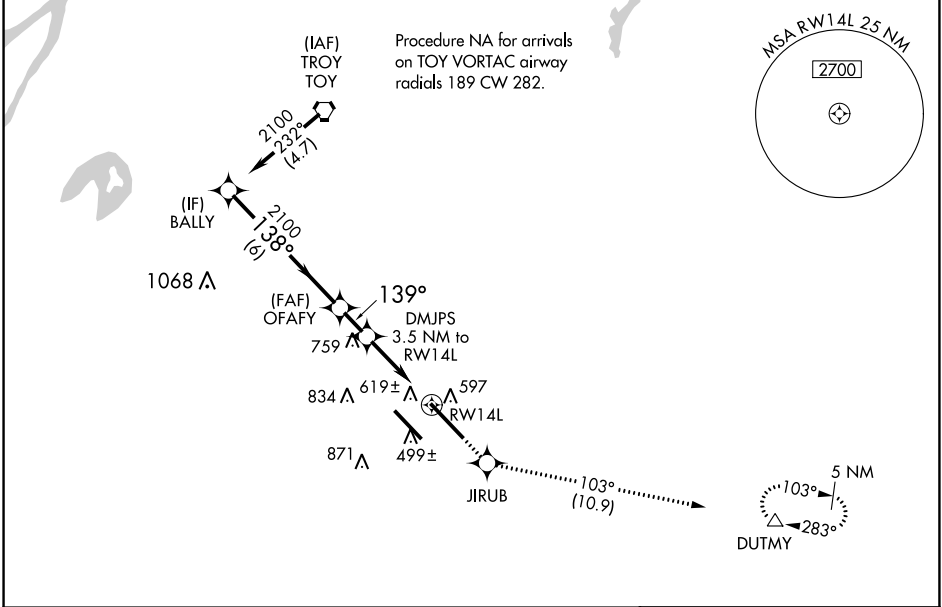 (IAF)
TROY
TOY
Procedure NA for arrivals
on TOY VORTAC airway
radials 189 CW 282.
MSA RW14L 25 NM
2700
2100
232°
(4.7)
(IF)
BALLY
2100
138°
(6)
1068
(FAF)
OFAFY
139°
DMJPS
3.5 NM to
RW14L
759
834
619±
597
RW14L
871
499±
JIRUB
103°
(10.9)
5 NM
103°
283°
DUTMY